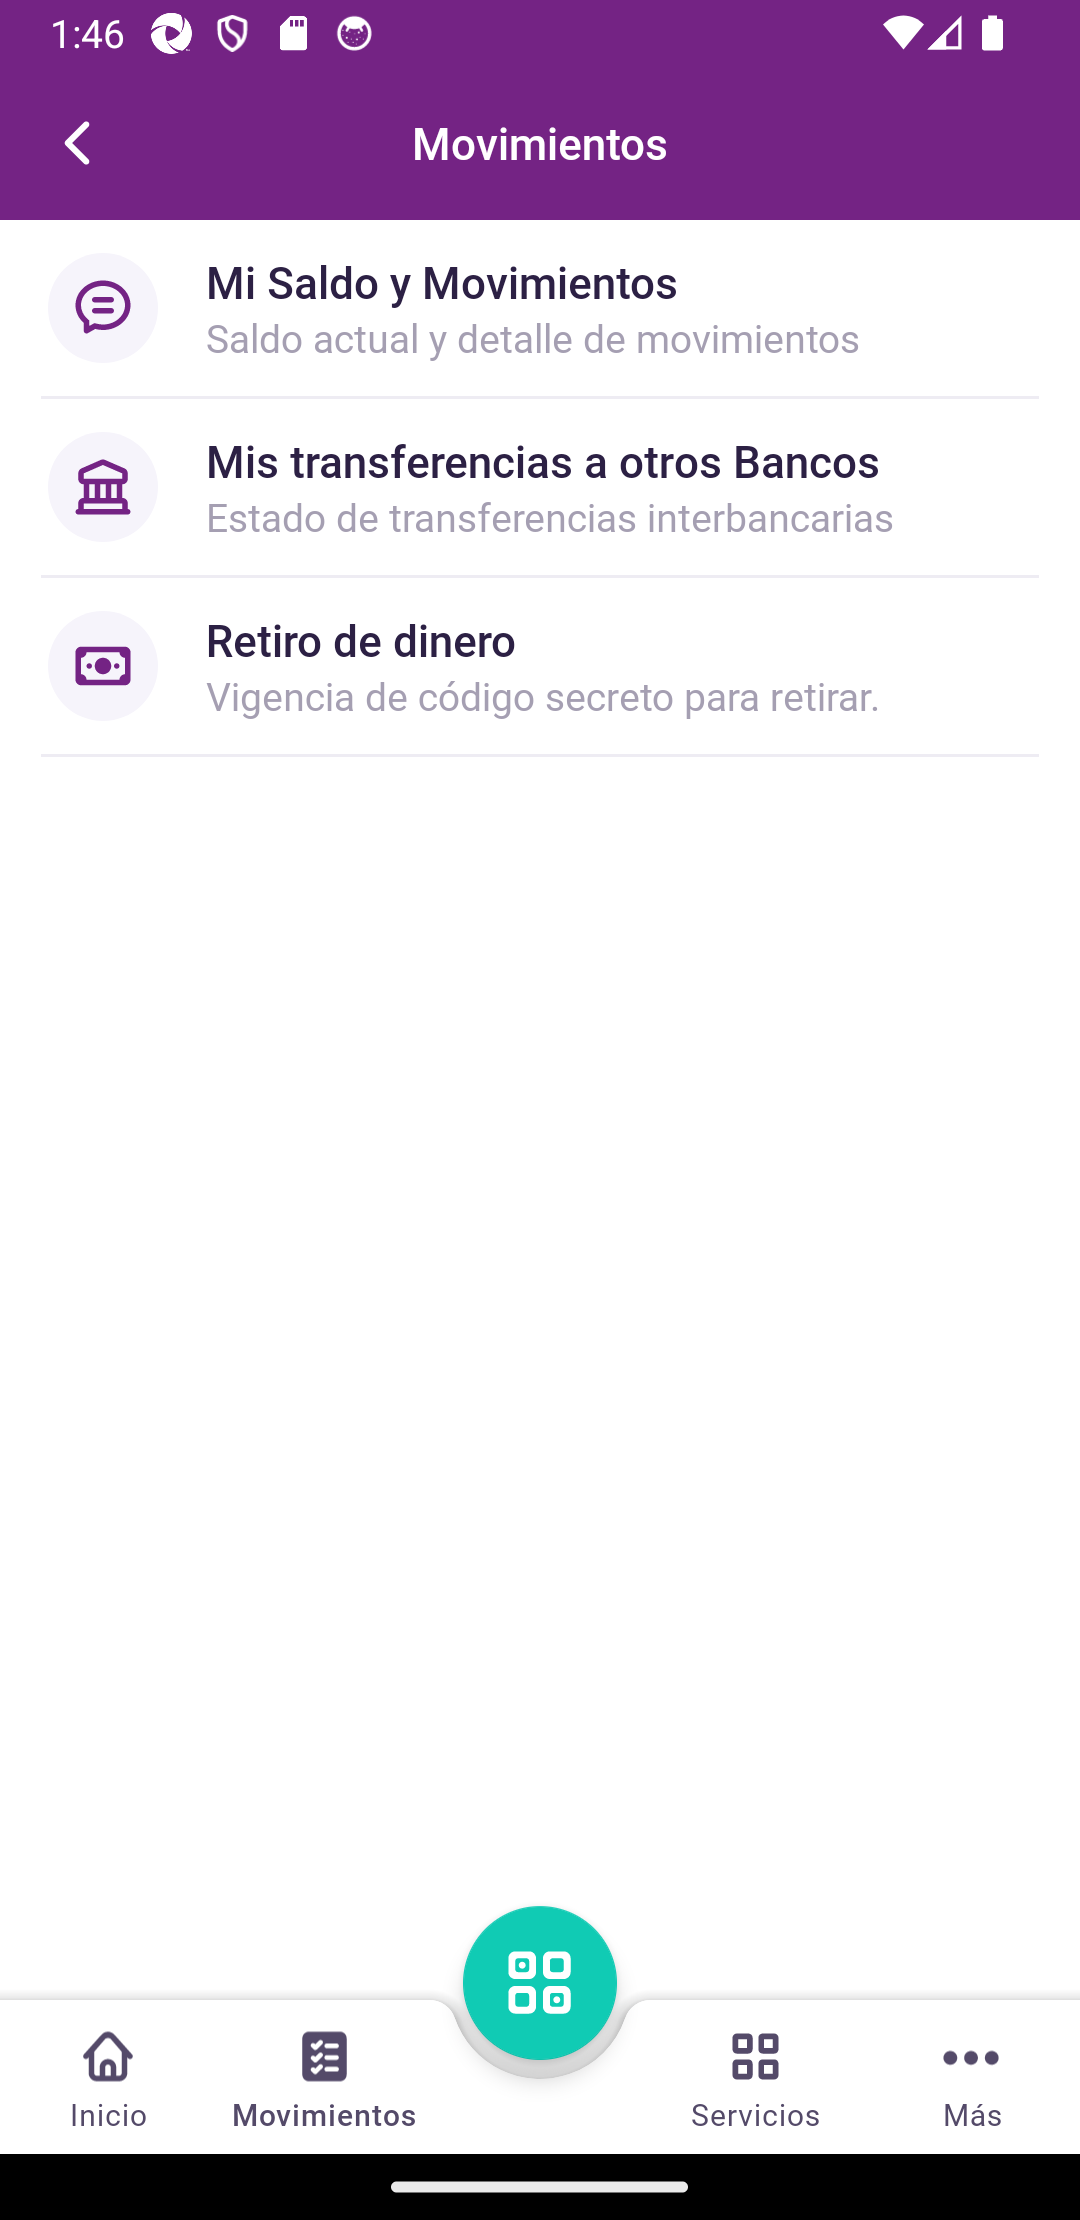 1:46
Movimientos
Mi Saldo y Movimientos
Saldo actual y detalle de movimientos
Mis transferencias a otros Bancos
Estado de transferencias interbancarias
Retiro de dinero
Vigencia de código secreto para retirar.
Inicio
Movimientos
Servicios
Más